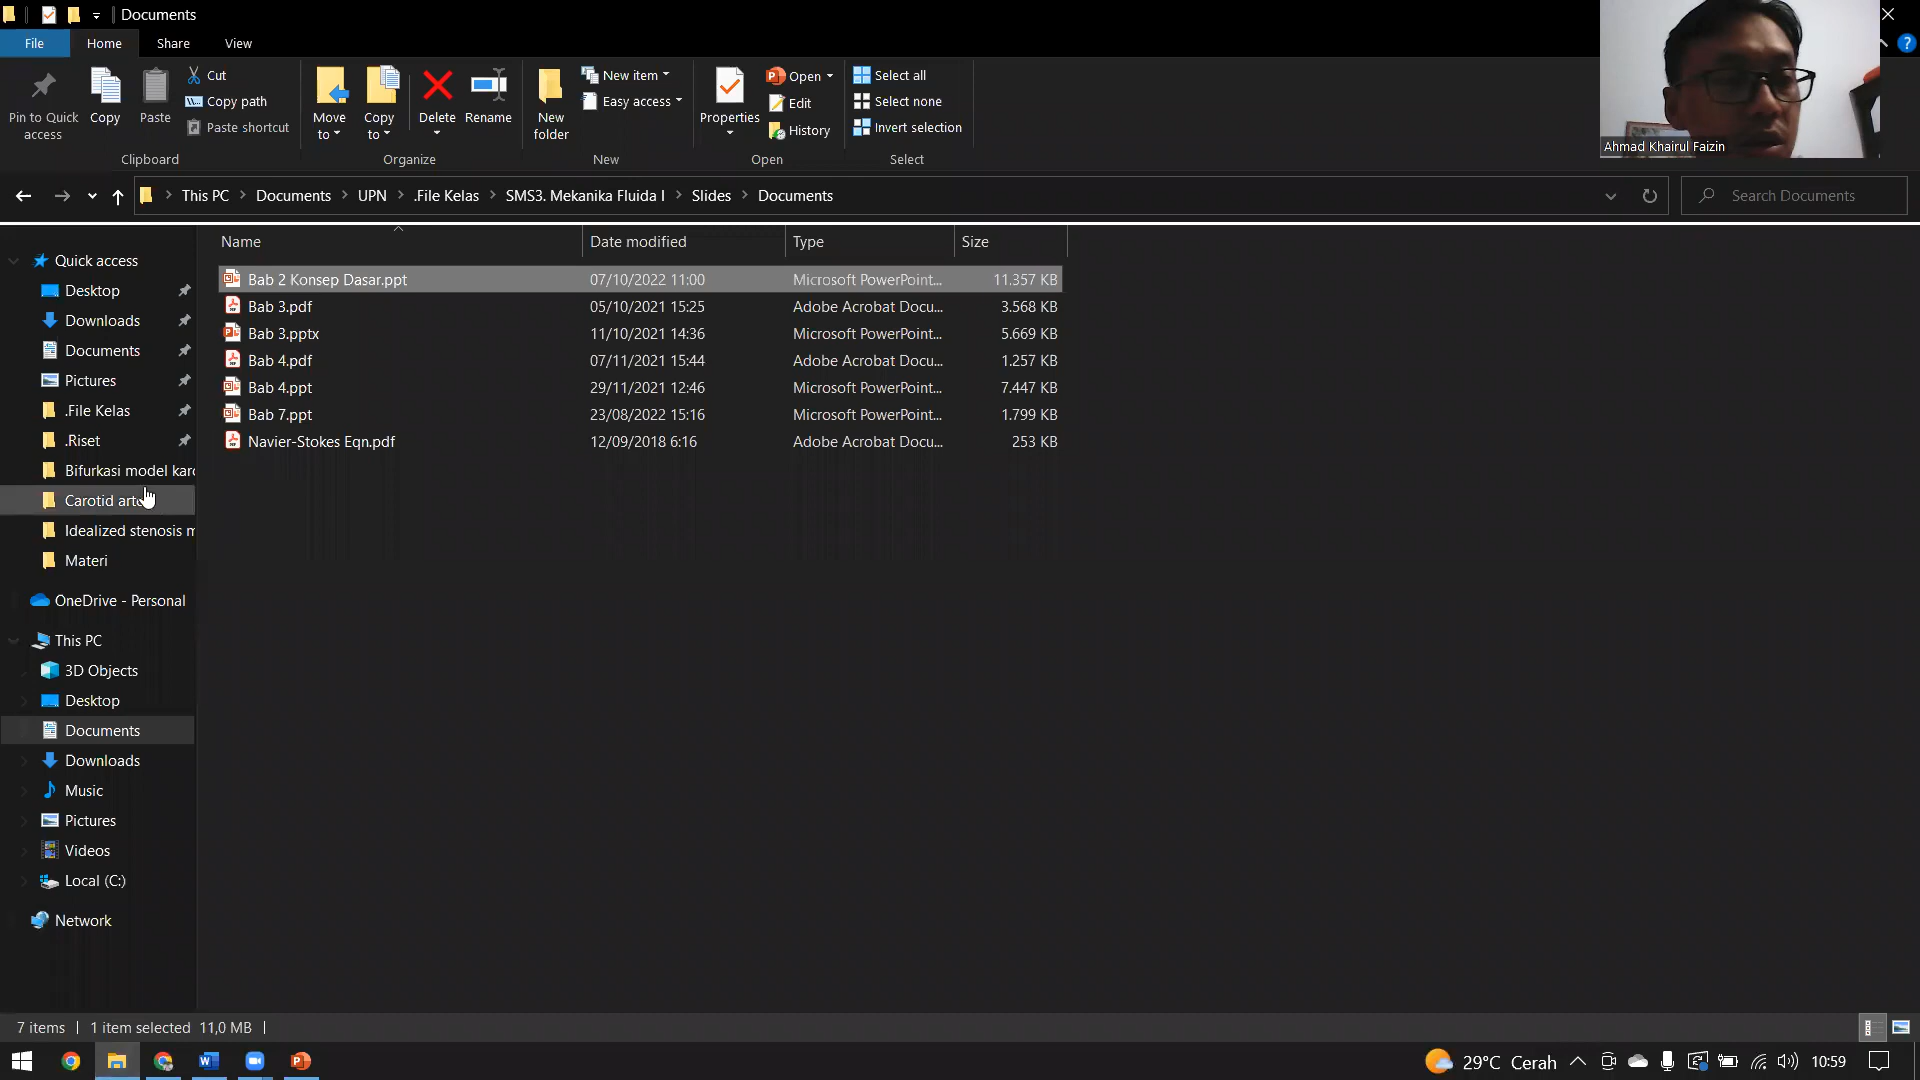 Documents
File Home Share View
Pin to Quick access
Copy
Paste
Cut
Copy path
Paste shortcut
Clipboard
Move to
Copy to
Delete
Rename
Organize
New folder
New item
Easy access
New
Properties
Open
Edit
History
Open
Select all
Select none
Invert selection
Select
Ahmad Khairul Faizin
This PC > Documents > UPN > .File Kelas > SMS3. Mekanika Fluida I > Slides > Documents
Search Documents
Name Date modified Type Size
Bab 2 Konsep Dasar.ppt 07/10/2022 11:00 Microsoft PowerPoint... 11.357 KB
Bab 3.pdf 05/10/2021 15:25 Adobe Acrobat Docu... 3.568 KB
Bab 3.pptx 11/10/2021 14:36 Microsoft PowerPoint... 5.669 KB
Bab 4.pdf 07/11/2021 15:44 Adobe Acrobat Docu... 1.257 KB
Bab 4.ppt 29/11/2021 12:46 Microsoft PowerPoint... 7.447 KB
Bab 7.ppt 23/08/2022 15:16 Microsoft PowerPoint... 1.799 KB
Navier-Stokes Eqn.pdf 12/09/2018 6:16 Adobe Acrobat Docu... 253 KB
Quick access
Desktop
Downloads
Documents
Pictures
.File Kelas
.Riset
Bifurkasi model
Carotid
Idealized stenosis
Materi
OneDrive - Personal
This PC
3D Objects
Desktop
Documents
Downloads
Music
Pictures
Videos
Local (C:)
Network
7 items 1 item selected 11,0 MB
29°C Cerah 10:59